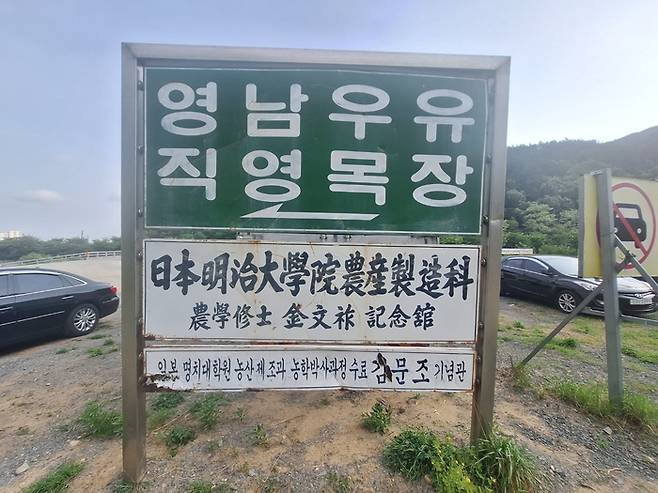 영남우유
직영목장
日本明治大學院農産製造科
農學修士 金文祚 記念舘
일본 명치대학원 농산제조과, 농학박사과정수료 김문조 기념관